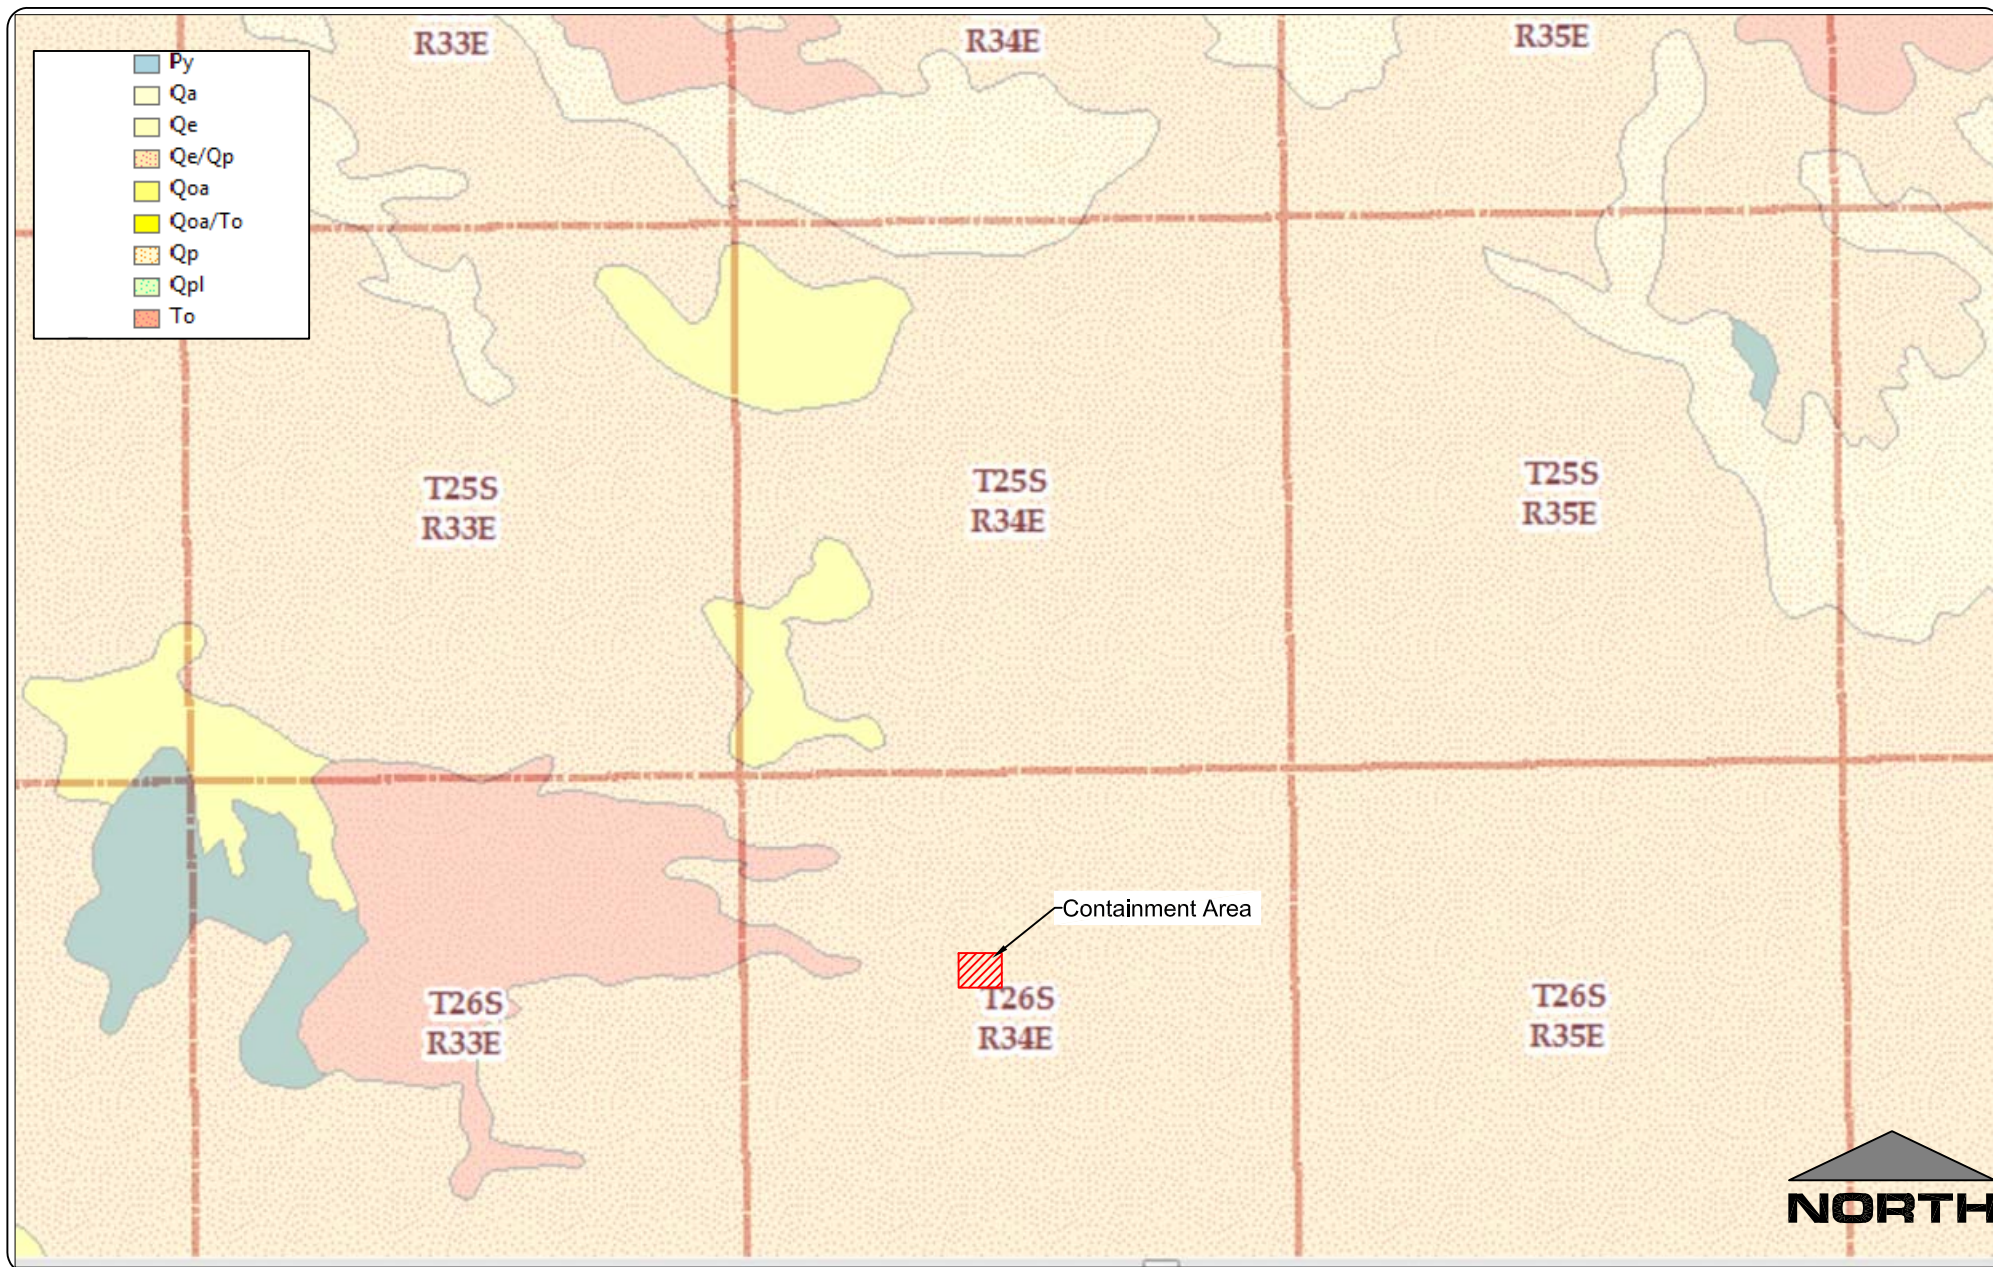 R33E
R34E
R35E
Py
Qa
Qe
Qe/Qp
Qoa
Qoa/To
Qp
Qpl
To
T25S
R33E
T25S
R34E
T25S
R35E
Containment Area
T26S
R33E
T26S
R34E
T26S
R35E
NORTH